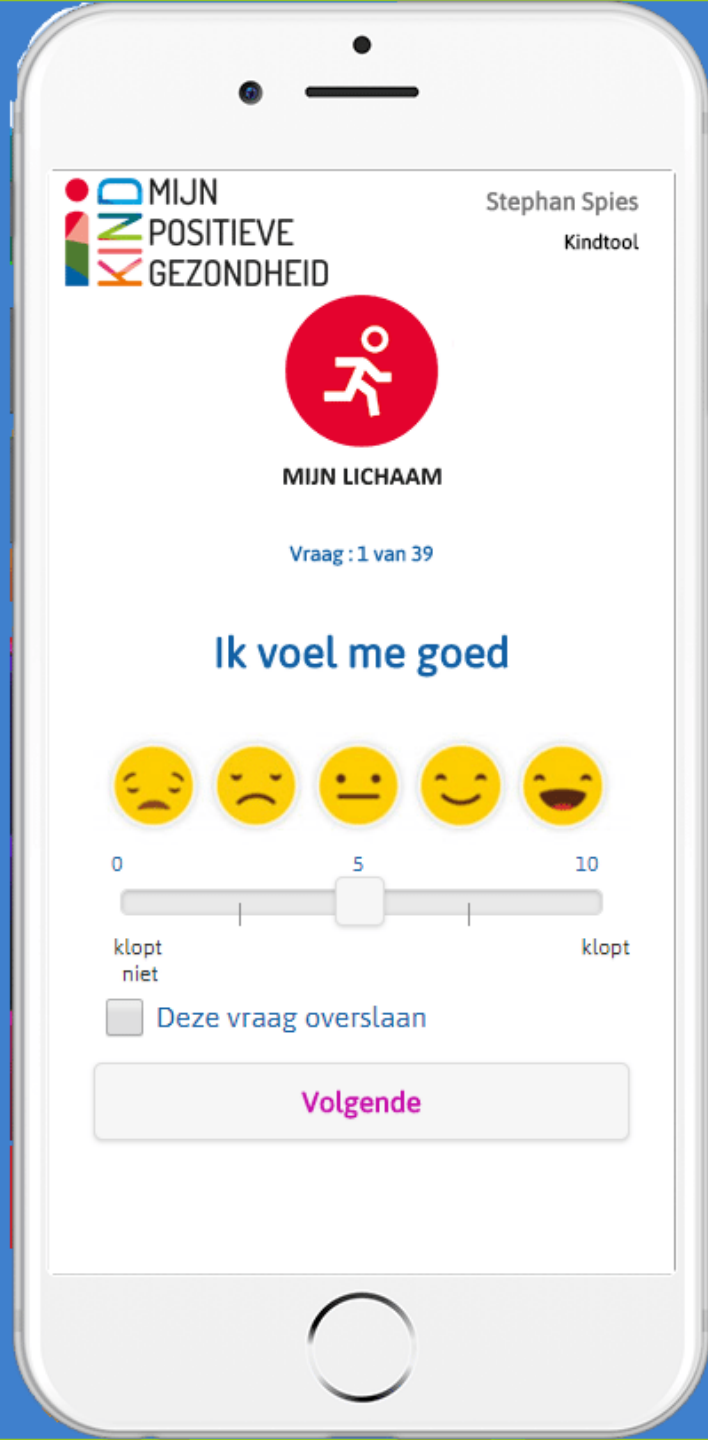 KIND
MIJN
POSITIEVE
GEZONDHEID
Stephan Spies
Kindtool
MIJN LICHAAM
Vraag : 1 van 39
Ik voel me goed
0 5 10
klopt niet
klopt
Deze vraag overslaan
Volgende